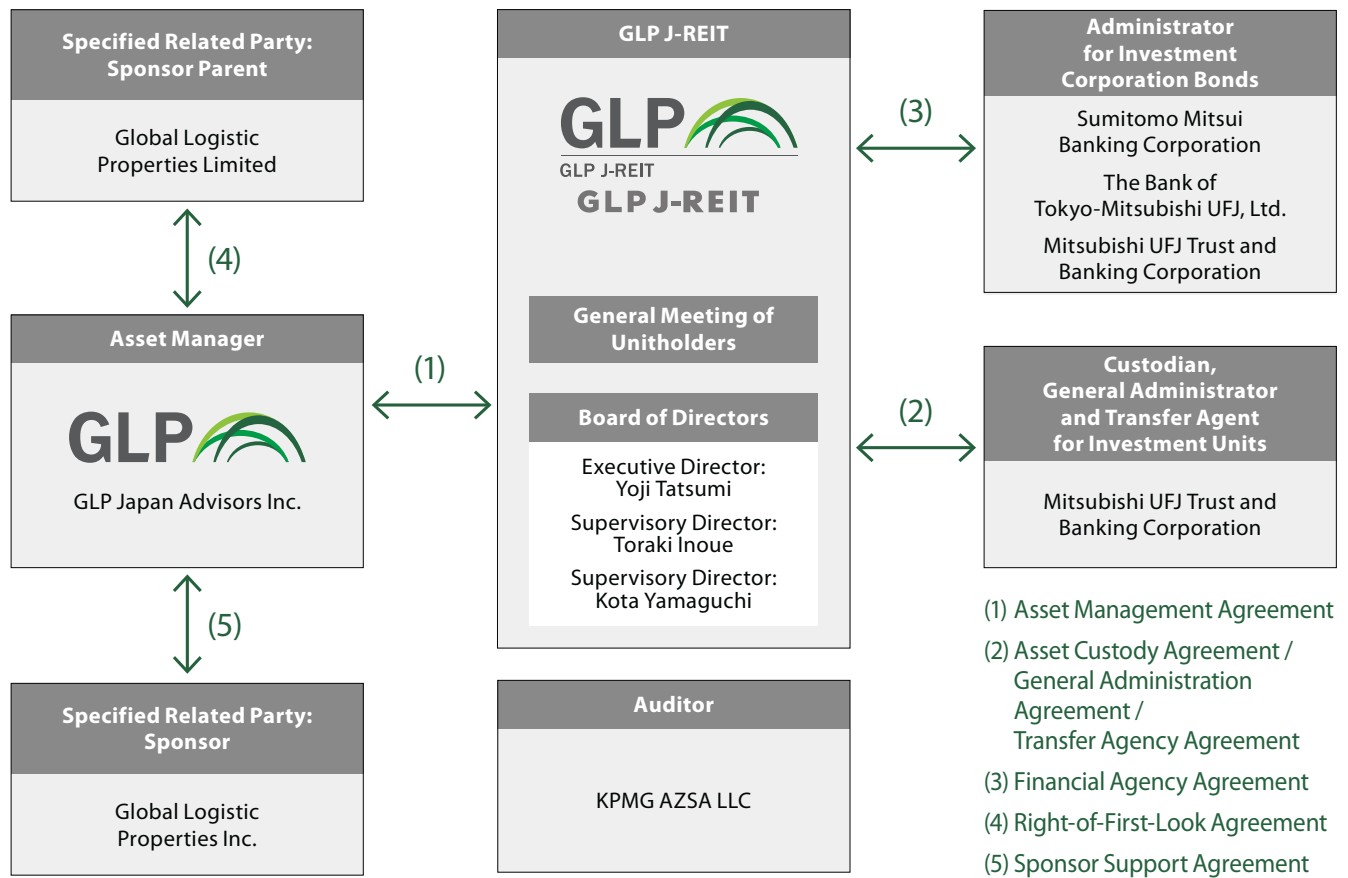 Specified Related Party:
Sponsor Parent
Global Logistic
Properties Limited
(4)
Asset Manager
GLP
GLP Japan Advisors Inc.
(5)
Specified Related Party:
Sponsor
Global Logistic
Properties Inc.
(1)
GLP J-REIT
GLP
GLP J-REIT
GLP J-REIT
General Meeting of
Unitholders
Board of Directors
Executive Director:
Yoji Tatsumi
Supervisory Director:
Toraki Inoue
Supervisory Director:
Kota Yamaguchi
Auditor
KPMG AZSA LLC
(3)
(2)
Administrator
for Investment
Corporation Bonds
Sumitomo Mitsui
Banking Corporation
The Bank of
Tokyo-Mitsubishi UFJ, Ltd.
Mitsubishi UFJ Trust and
Banking Corporation
Custodian,
General Administrator
and Transfer Agent
for Investment Units
Mitsubishi UFJ Trust and
Banking Corporation
(1) Asset Management Agreement
(2) Asset Custody Agreement /
General Administration
Agreement /
Transfer Agency Agreement
(3) Financial Agency Agreement
(4) Right-of-First-Look Agreement
(5) Sponsor Support Agreement